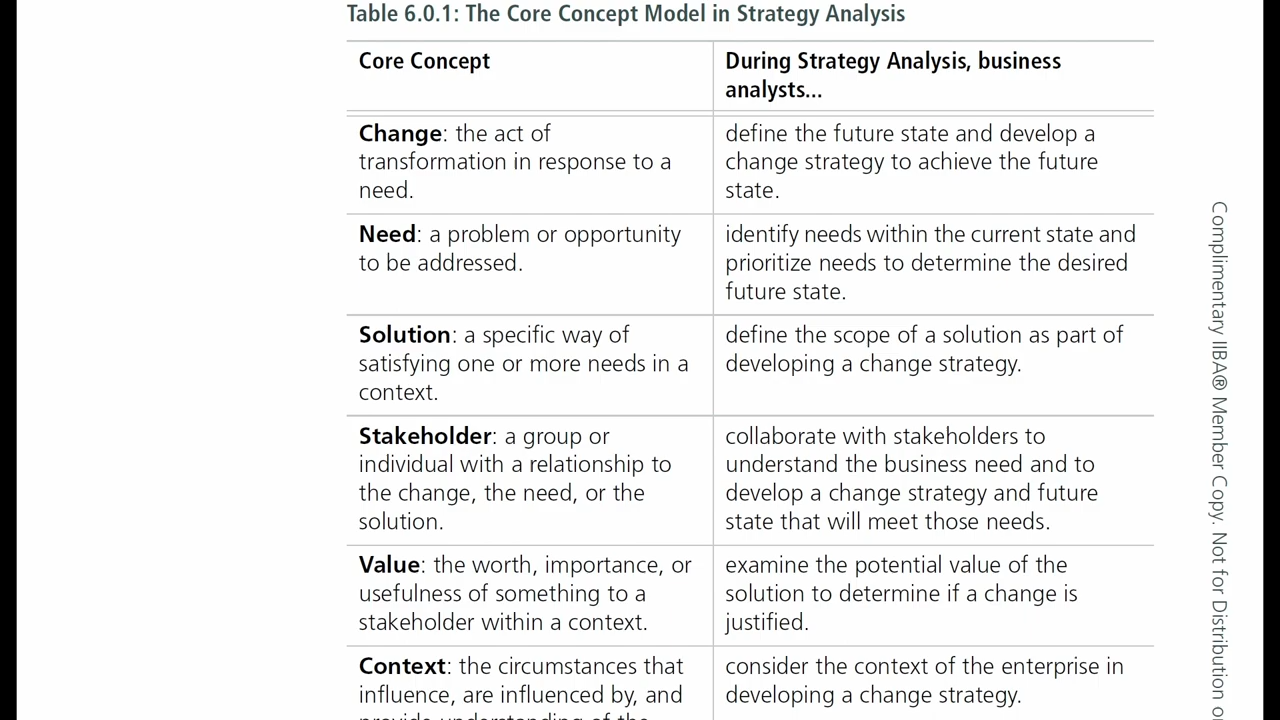 Table 6.0.1: The Core Concept Model in Strategy Analysis
Core Concept
During Strategy Analysis, business
analysts...
Change: the act of
transformation in response to a
need.
define the future state and develop a
change strategy to achieve the future
state.
Need: a problem or opportunity
to be addressed.
identify needs within the current state and
prioritize needs to determine the desired
future state.
Solution: a specific way of
satisfying one or more needs in a
context.
define the scope of a solution as part of
developing a change strategy.
Stakeholder: a group or
individual with a relationship to
the change, the need, or the
solution.
collaborate with stakeholders to
understand the business need and to
develop a change strategy and future
state that will meet those needs.
Value: the worth, importance, or
usefulness of something to a
stakeholder within a context.
examine the potential value of the
solution to determine if a change is
justified.
Context: the circumstances that
influence, are influenced by, and
provide understanding of the
consider the context of the enterprise in
developing a change strategy.
Complimentary IIBA® Member Copy. Not for Distribution